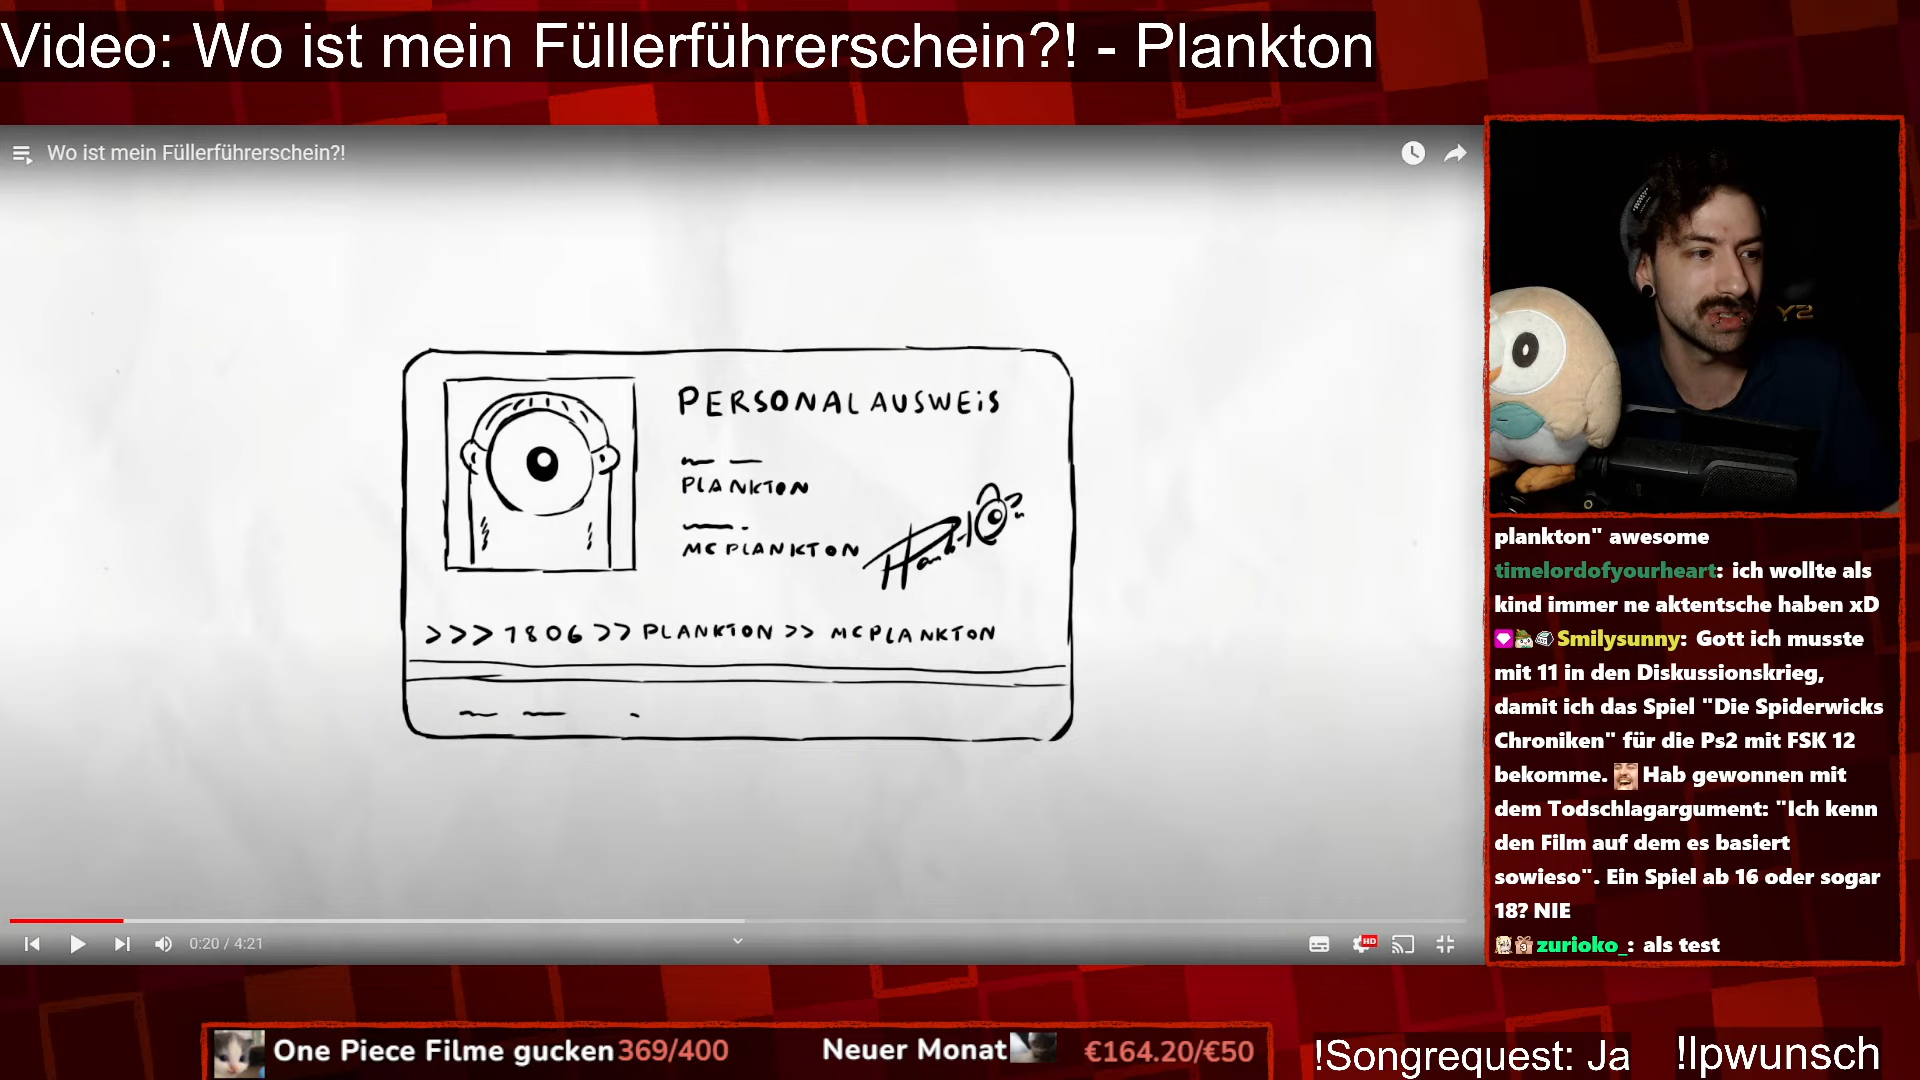 Video: Wo ist mein Füllerführerschein?! - Plankton
Wo ist mein Füllerführerschein?!
PERSONALAUSWEiS
PLANKTON
MCPLANKTON
>>> 1806 >> PLANKTON >> MCPLANKTON
0:20 / 4:21
HD
plankton" awesome
timelordofyourheart: ich wollte als
kind immer ne aktentsche haben xD
Smilysunny: Gott ich musste
mit 11 in den Diskussionskrieg,
damit ich das Spiel "Die Spiderwicks
Chroniken" für die Ps2 mit FSK 12
bekomme. Hab gewonnen mit
dem Todschlagargument: "Ich kenn
den Film auf dem es basiert
sowieso". Ein Spiel ab 16 oder sogar
18? NIE
zurioko_: als test
One Piece Filme gucken 369/400
Neuer Monat €164.20/€50
!Songrequest: Ja
!lpwunsch